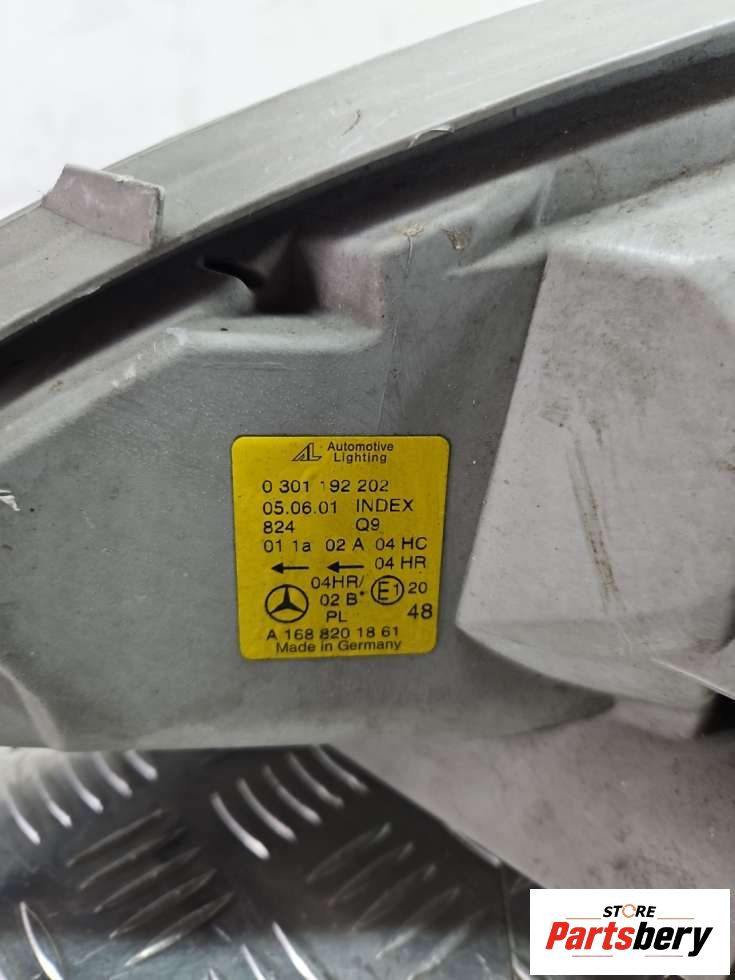 AL Automotive
Lighting
0 301 192 202
05.06.01 INDEX
824 Q9
01 1a 02 A 04 HC
04 HR
04HR/
02 B* E1 20
PL 48
A 168 820 18 61
Made in Germany
STORE
Partsbery